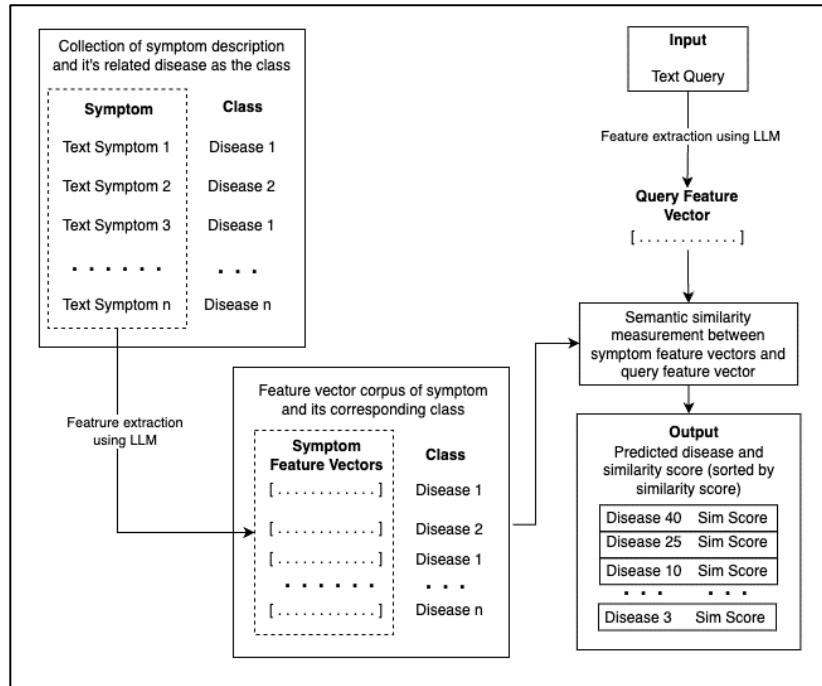 Collection of symptom description
and it's related disease as the class
Symptom Class
Text Symptom 1 Disease 1
Text Symptom 2 Disease 2
Text Symptom 3 Disease 1
. . . . . . . . .
Text Symptom n Disease n
Featrure extraction
using LLM
Feature vector corpus of symptom
and its corresponding class
Symptom
Feature Vectors
Class
[ . . . . . . . . . . . . ] Disease 1
[ . . . . . . . . . . . . ] Disease 2
[ . . . . . . . . . . . . ] Disease 1
. . . . . . . . .
[ . . . . . . . . . . . . ] Disease n
Input
Text Query
Feature extraction using LLM
Query Feature
Vector
[ . . . . . . . . . . . . ]
Semantic similarity
measurement between
symptom feature vectors and
query feature vector
Output
Predicted disease and
similarity score (sorted by
similarity score)
Disease 40 Sim Score
Disease 25 Sim Score
Disease 10 Sim Score
. . . . . .
Disease 3 Sim Score